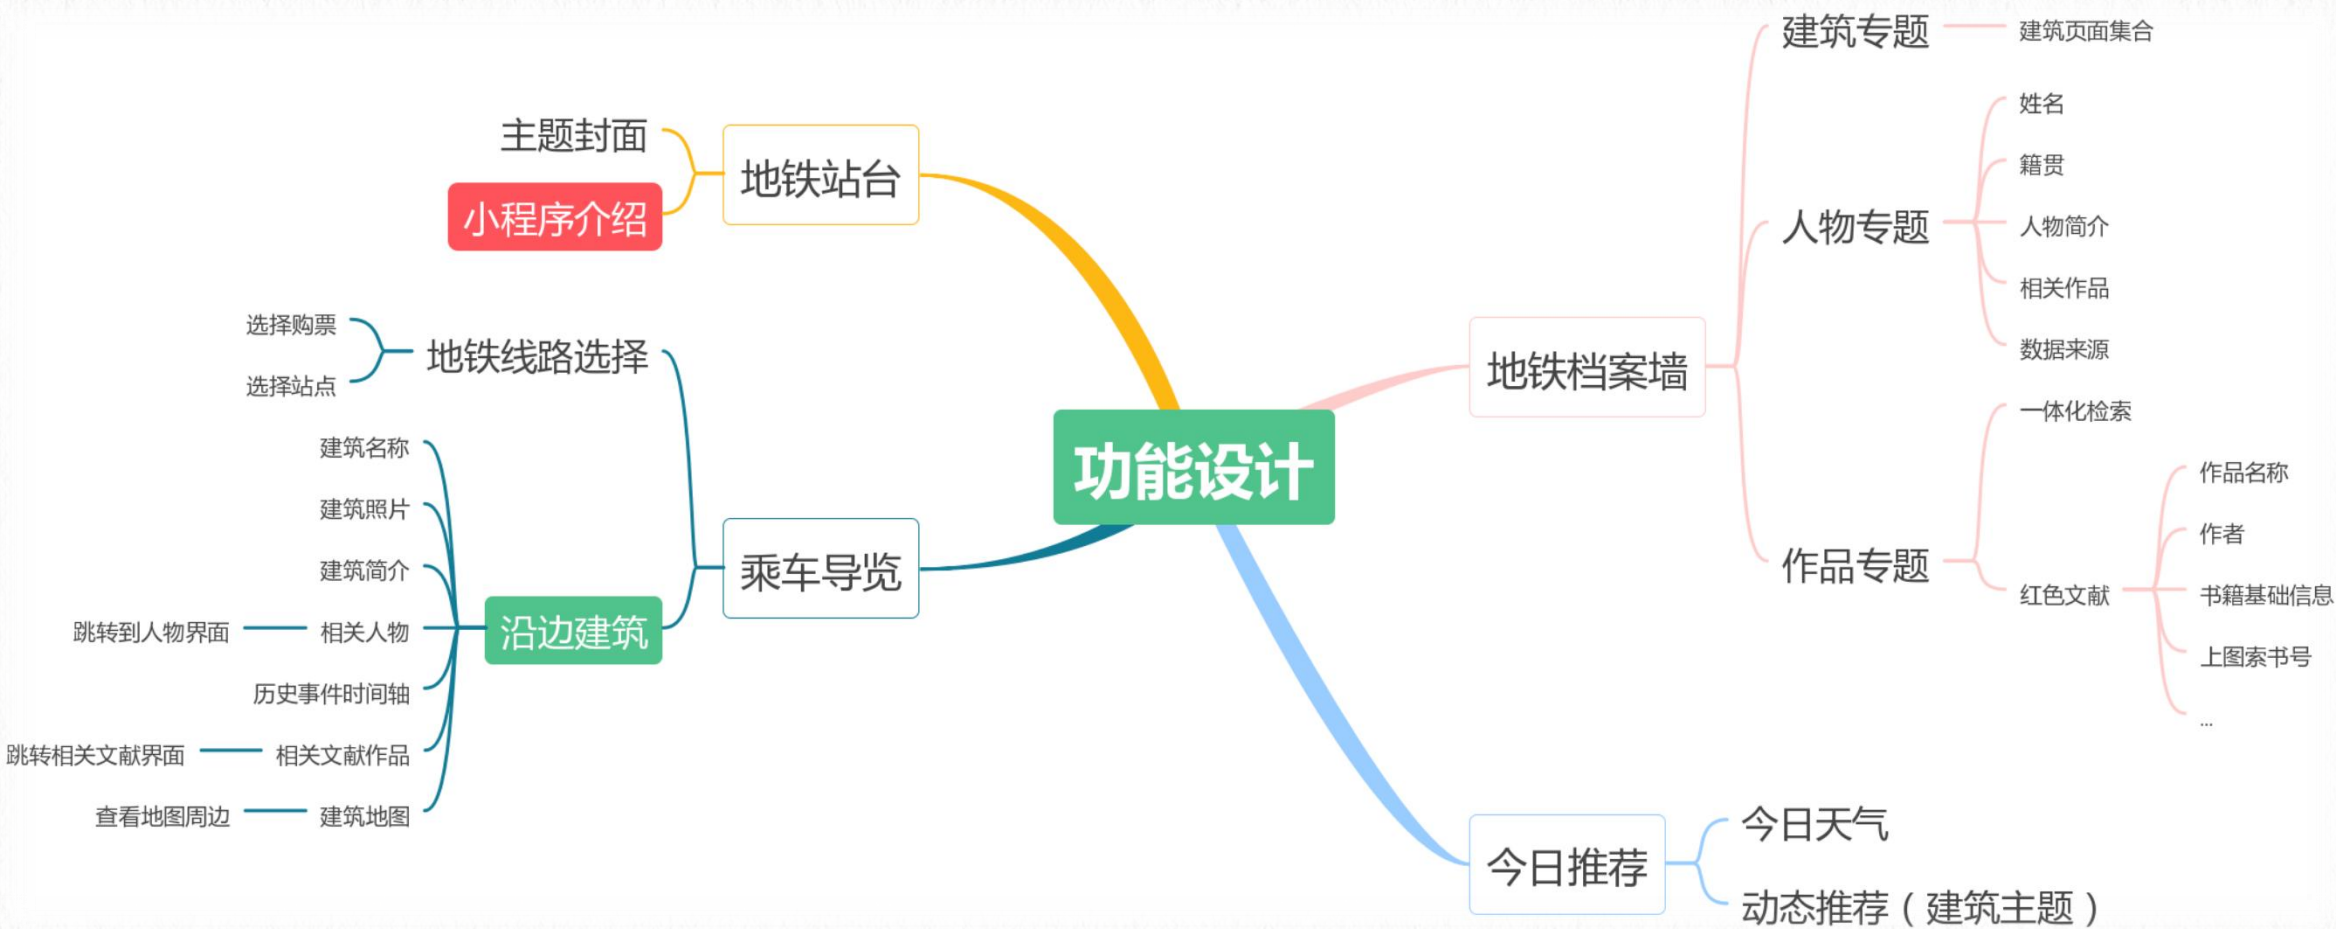 功能设计
地铁站台
主题封面
小程序介绍
乘车导览
地铁线路选择
选择购票
选择站点
沿边建筑
建筑名称
建筑照片
建筑简介
相关人物
跳转到人物界面
历史事件时间轴
相关文献作品
跳转相关文献界面
建筑地图
查看地图周边
地铁档案墙
建筑专题
建筑页面集合
人物专题
姓名
籍贯
人物简介
相关作品
数据来源
作品专题
一体化检索
红色文献
作品名称
作者
书籍基础信息
上图索书号
...
今日推荐
今日天气
动态推荐（建筑主题）